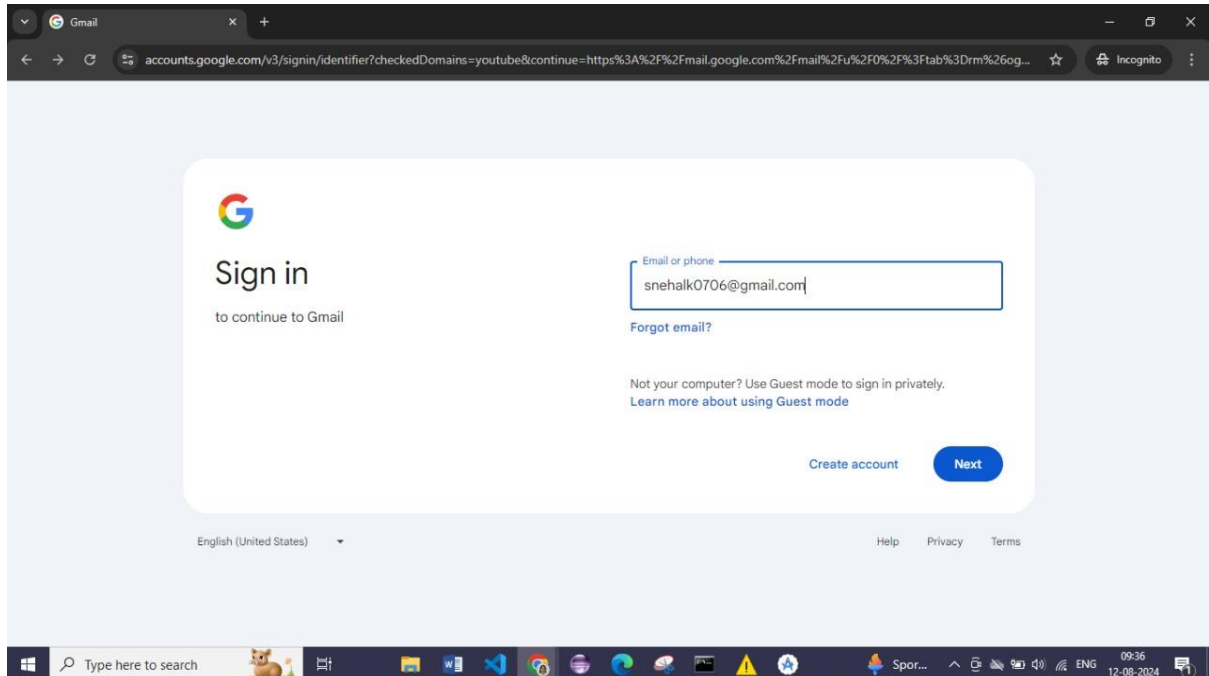 Gmail
accounts.google.com/v3/signin/identifier?checkedDomains=youtube&continue=https%3A%2F%2Fmail.google.com%2Fmail%2Fu%2F0%2F%3Ftab%3Drm%26og...
Incognito
Sign in
to continue to Gmail
Email or phone
snehalk0706@gmail.com
Forgot email?
Not your computer? Use Guest mode to sign in privately.
Learn more about using Guest mode
Create account
Next
English (United States)
Help Privacy Terms
Type here to search
Spor...
ENG
09:36
12-08-2024